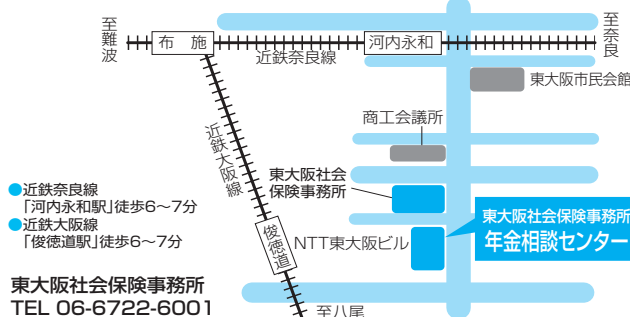 至難波
布施
近鉄奈良線
河内永和
至奈良
東大阪市民会館
商工会議所
近鉄大阪線
東大阪社会
保険事務所
●近鉄奈良線
「河内永和駅」徒歩6〜7分
●近鉄大阪線
「俊徳道駅」徒歩6〜7分
俊徳道
NTT東大阪ビル
東大阪社会保険事務所
年金相談センター
東大阪社会保険事務所
TEL 06-6722-6001
至八尾